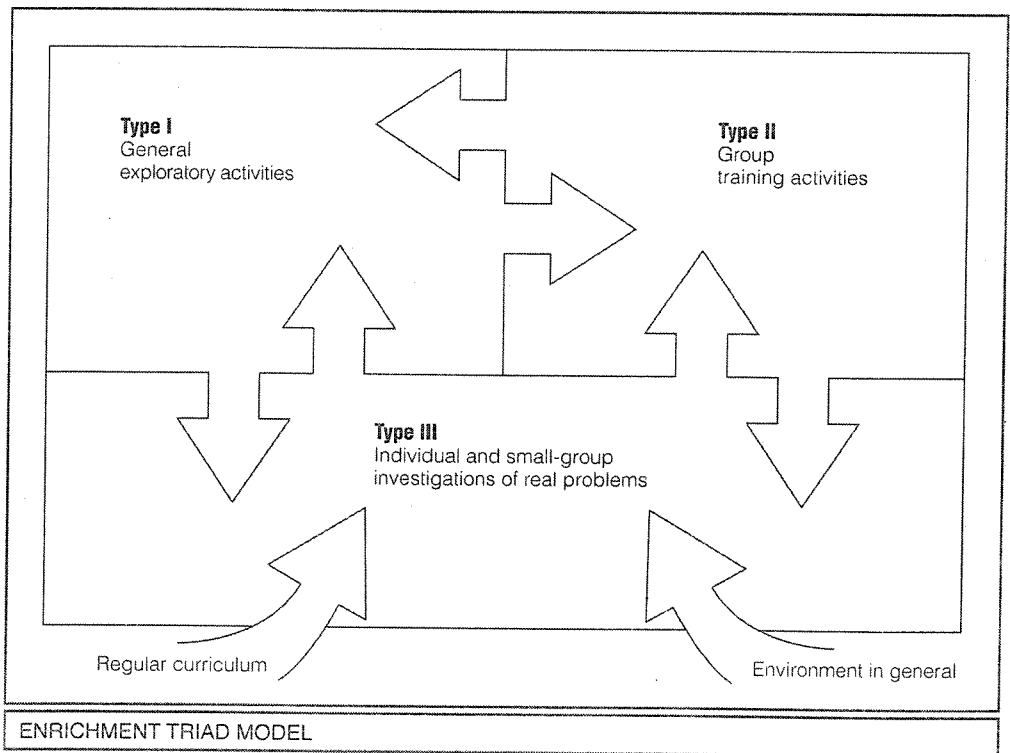 Type I
General
exploratory activities
Type II
Group
training activities
Type III
Individual and small-group
investigations of real problems
Regular curriculum
Environment in general
ENRICHMENT TRIAD MODEL